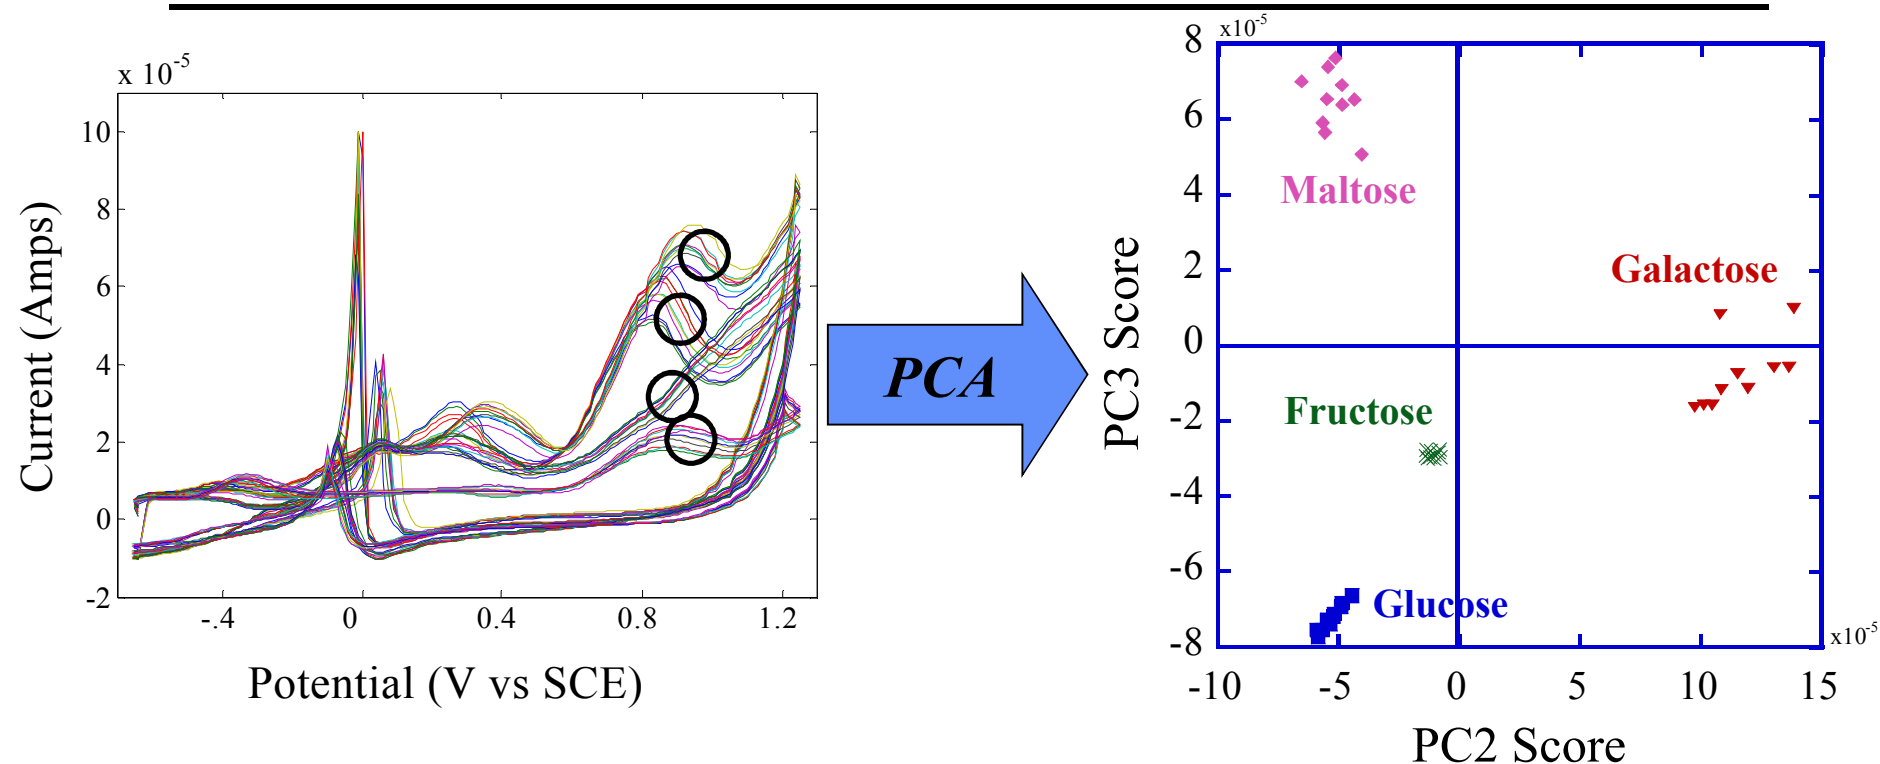 x 10-5
10
8
6
4
2
0
-2
-.4
0
0.4
0.8
1.2
Current (Amps)
Potential (V vs SCE)
PCA
x10-5
8
6
4
2
0
-2
-4
-6
-8
-10
-5
0
5
10
15
x10-5
PC3 Score
PC2 Score
Maltose
Galactose
Fructose
Glucose